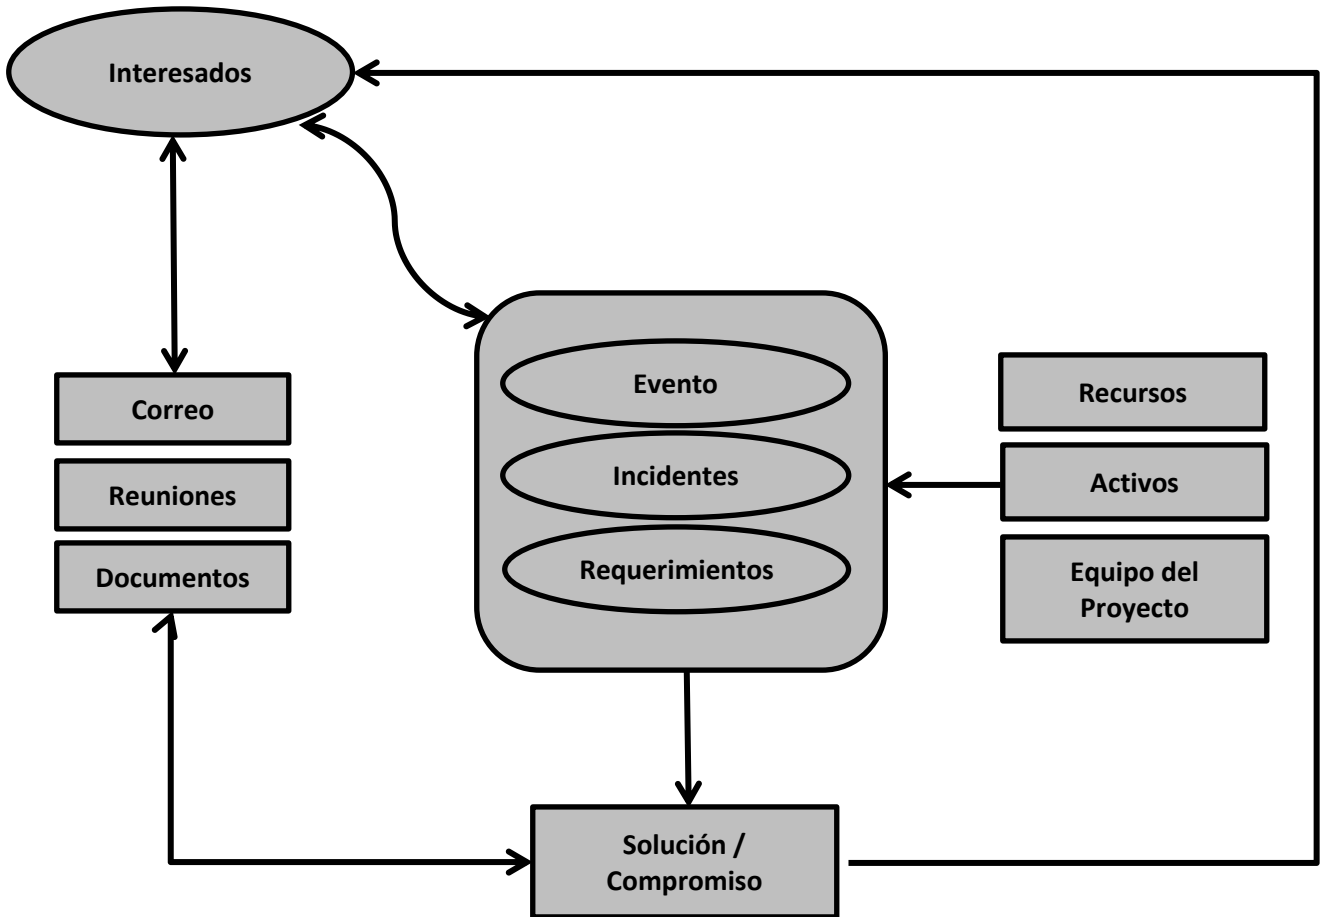 Interesados
Correo
Reuniones
Documentos
Evento
Incidentes
Requerimientos
Recursos
Activos
Equipo del
Proyecto
Solución /
Compromiso